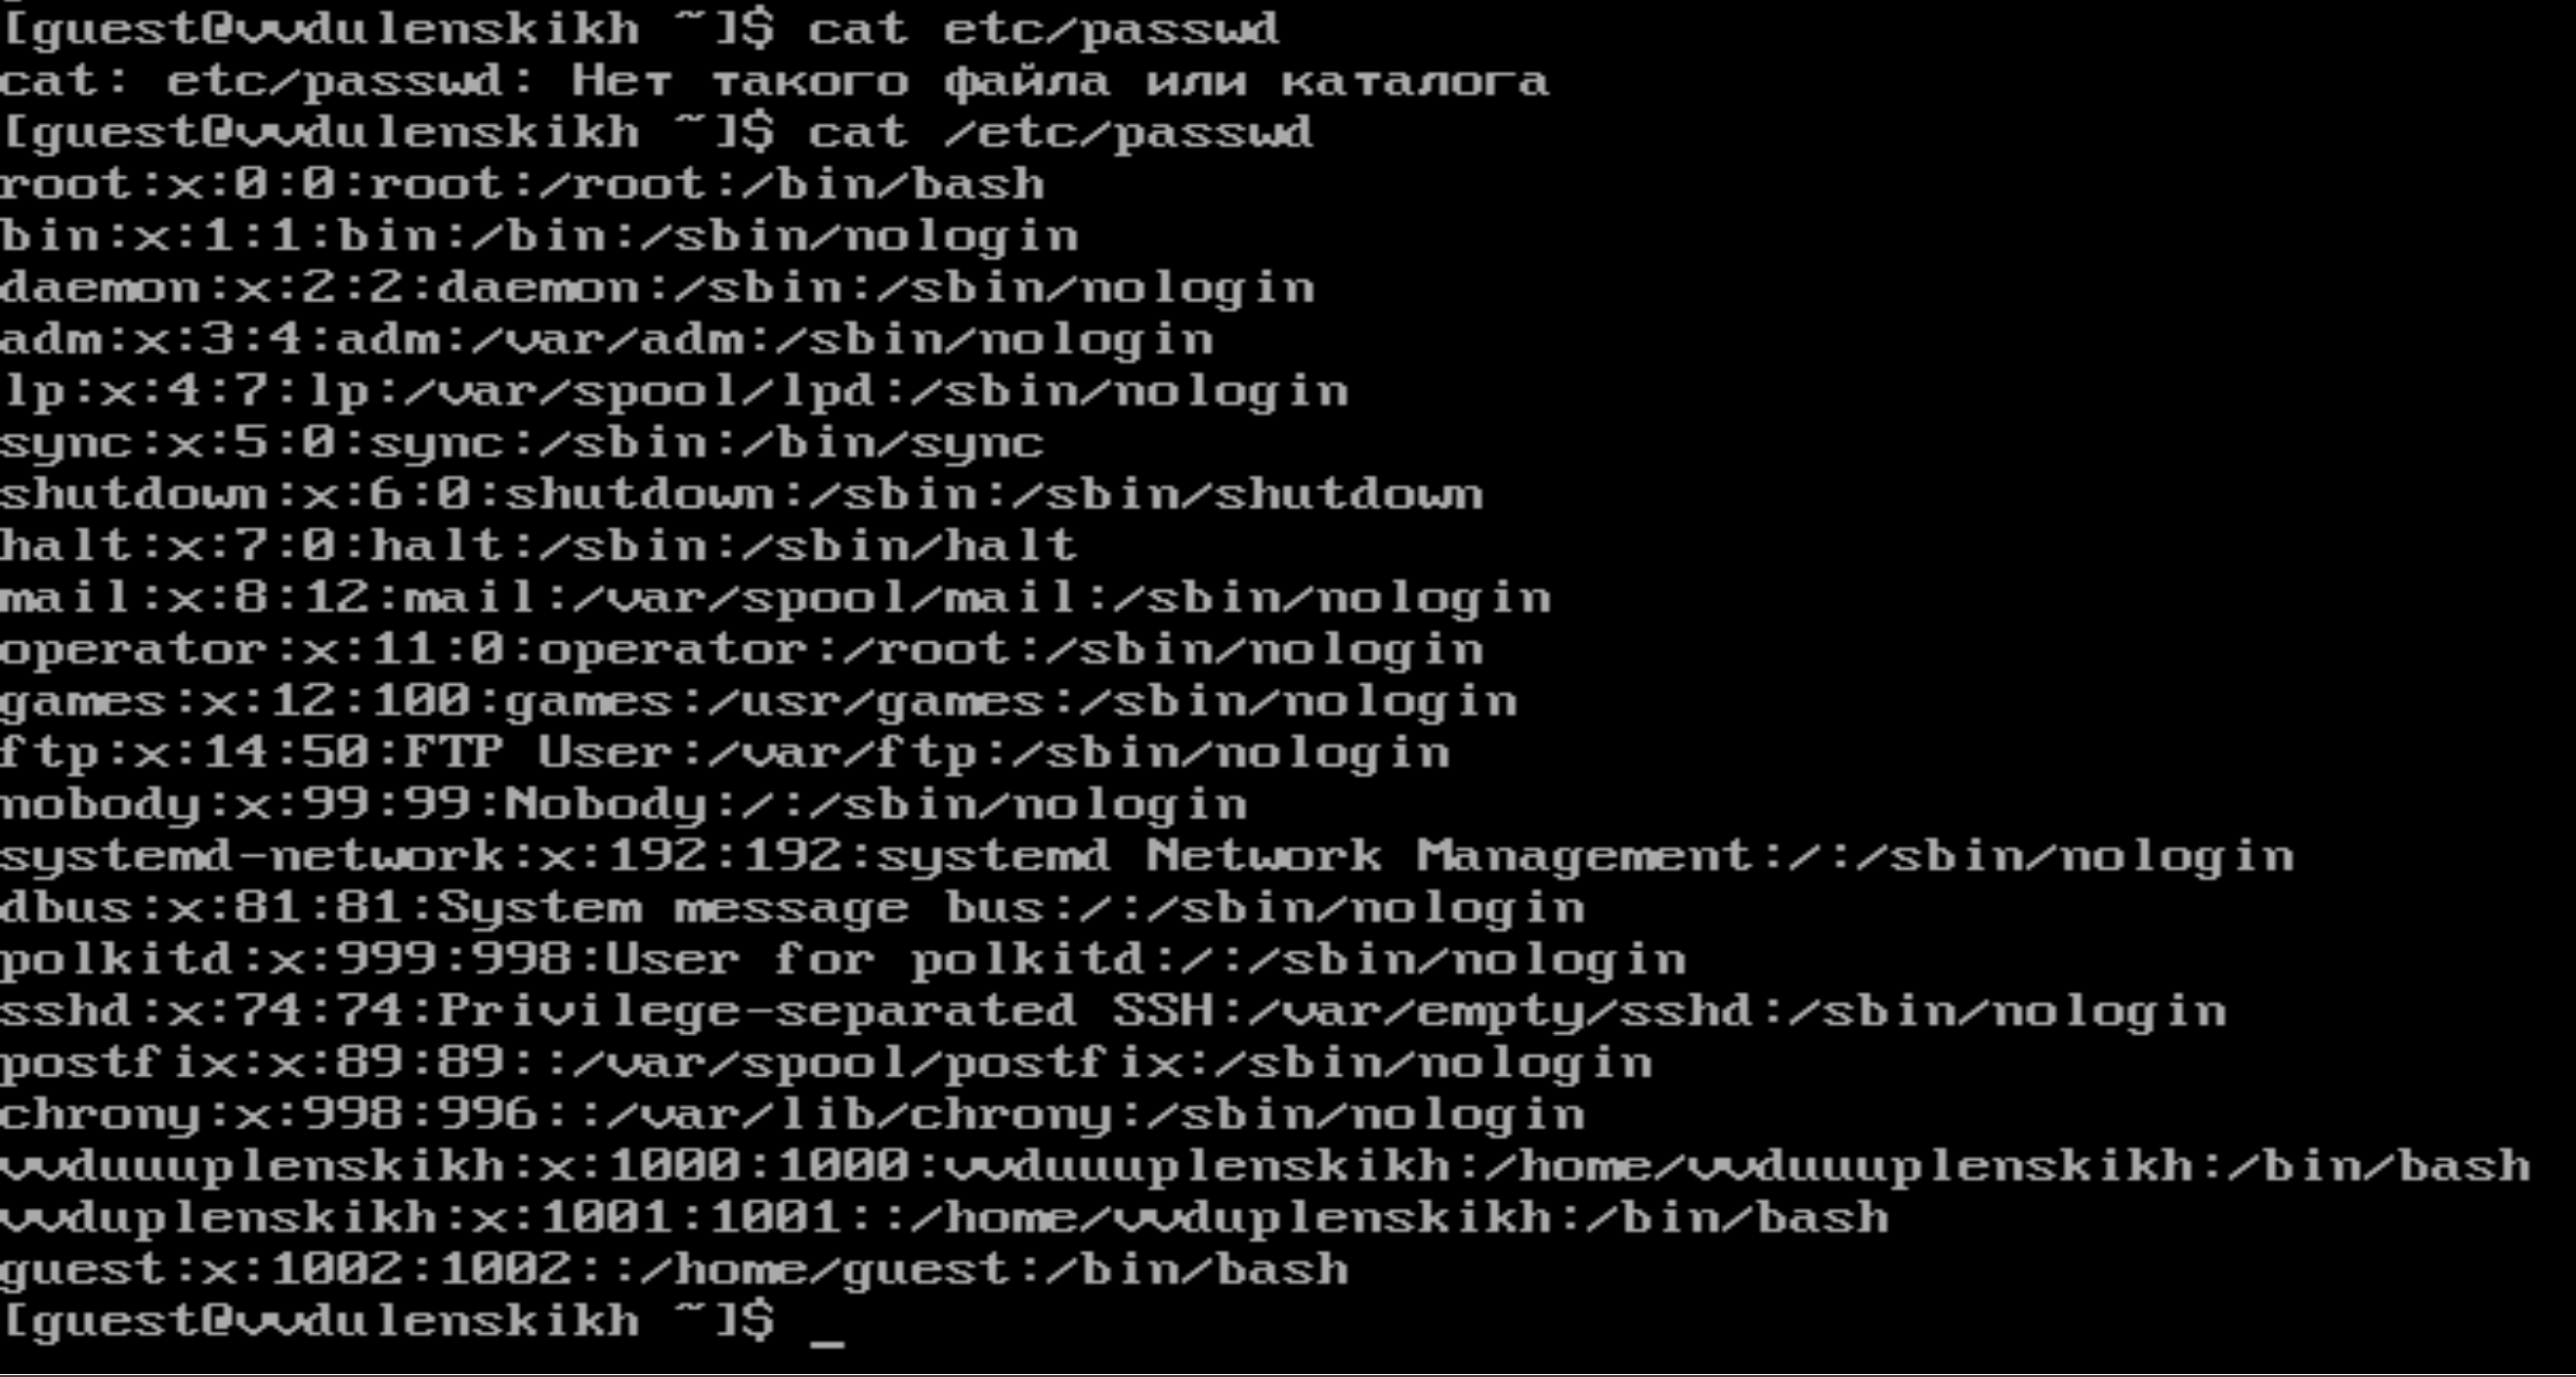 [guest@vvdulenskikh ~]$ cat etc/passwd
cat: etc/passwd: Нет такого файла или каталога
[guest@vvdulenskikh ~]$ cat /etc/passwd
root:x:0:0:root:/root:/bin/bash
bin:x:1:1:bin:/bin:/sbin/nologin
daemon:x:2:2:daemon:/sbin:/sbin/nologin
adm:x:3:4:adm:/var/adm:/sbin/nologin
lp:x:4:7:lp:/var/spool/lpd:/sbin/nologin
sync:x:5:0:sync:/sbin:/bin/sync
shutdown:x:6:0:shutdown:/sbin:/sbin/shutdown
halt:x:7:0:halt:/sbin:/sbin/halt
mail:x:8:12:mail:/var/spool/mail:/sbin/nologin
operator:x:11:0:operator:/root:/sbin/nologin
games:x:12:100:games:/usr/games:/sbin/nologin
ftp:x:14:50:FTP User:/var/ftp:/sbin/nologin
nobody:x:99:99:Nobody:/:/sbin/nologin
systemd-network:x:192:192:systemd Network Management:/:/sbin/nologin
dbus:x:81:81:System message bus:/:/sbin/nologin
polkitd:x:999:998:User for polkitd:/:/sbin/nologin
sshd:x:74:74:Privilege-separated SSH:/var/empty/sshd:/sbin/nologin
postfix:x:89:89::/var/spool/postfix:/sbin/nologin
chrony:x:998:996::/var/lib/chrony:/sbin/nologin
vvduuuplenskikh:x:1000:1000:vvduuuplenskikh:/home/vvduuuplenskikh:/bin/bash
vvduplenskikh:x:1001:1001::/home/vvduplenskikh:/bin/bash
guest:x:1002:1002::/home/guest:/bin/bash
[guest@vvdulenskikh ~]$ _